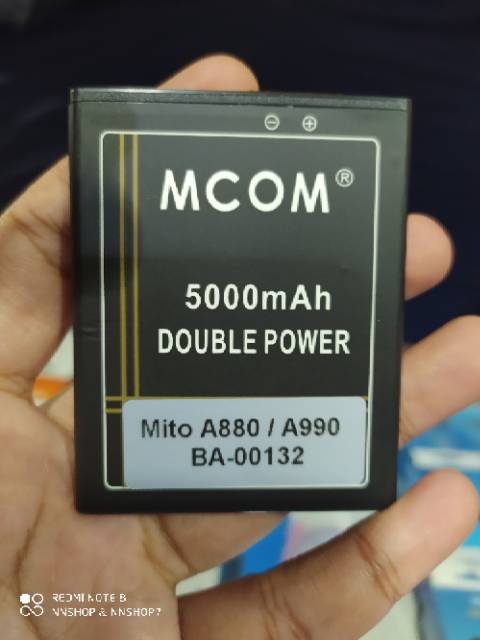 ⊖ ⊕
MCOM®
5000mAh
DOUBLE POWER
Mito A880 / A990
BA-00132
REDMI NOTE 8
NNSHOP & NNSHOP7